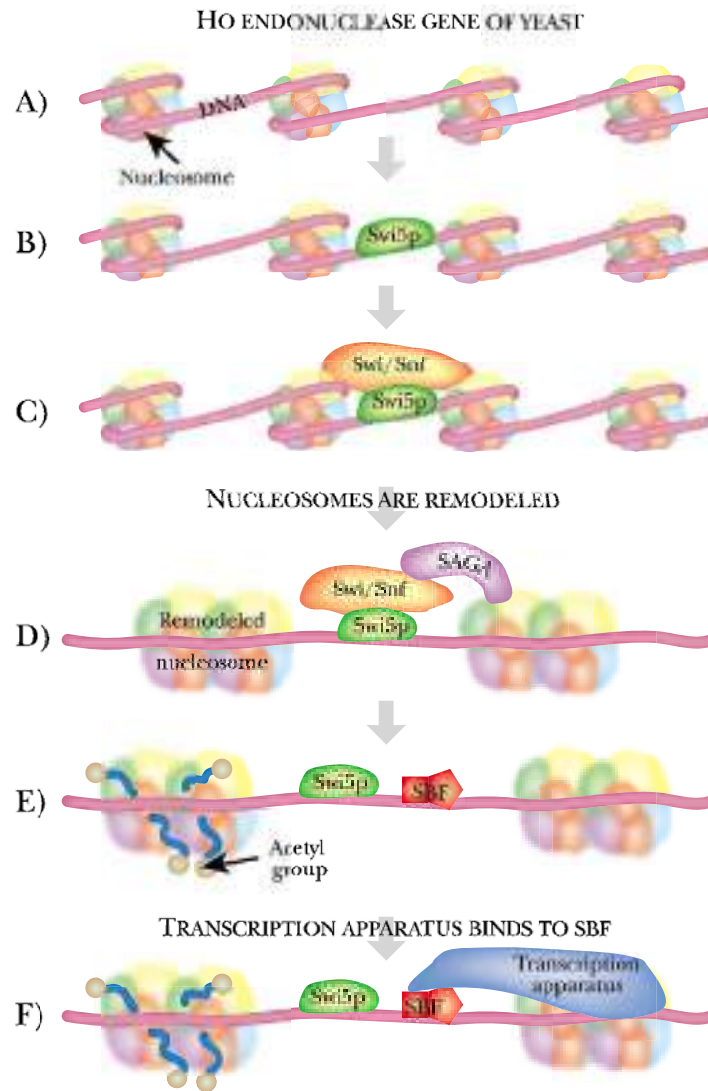 HO ENDONUCLEASE GENE OF YEAST
A)
DNA
Nucleosome
B)
Swi5p
C)
Swi/Snf
Swi5p
NUCLEOSOMES ARE REMODELED
SAGA
D)
Swi/Snf
Remodeled
Swi5p
nucleosome
E)
Swi5p
SBF
Acetyl
group
TRANSCRIPTION APPARATUS BINDS TO SBF
F)
Transcription
apparatus
Swi5p
SBF